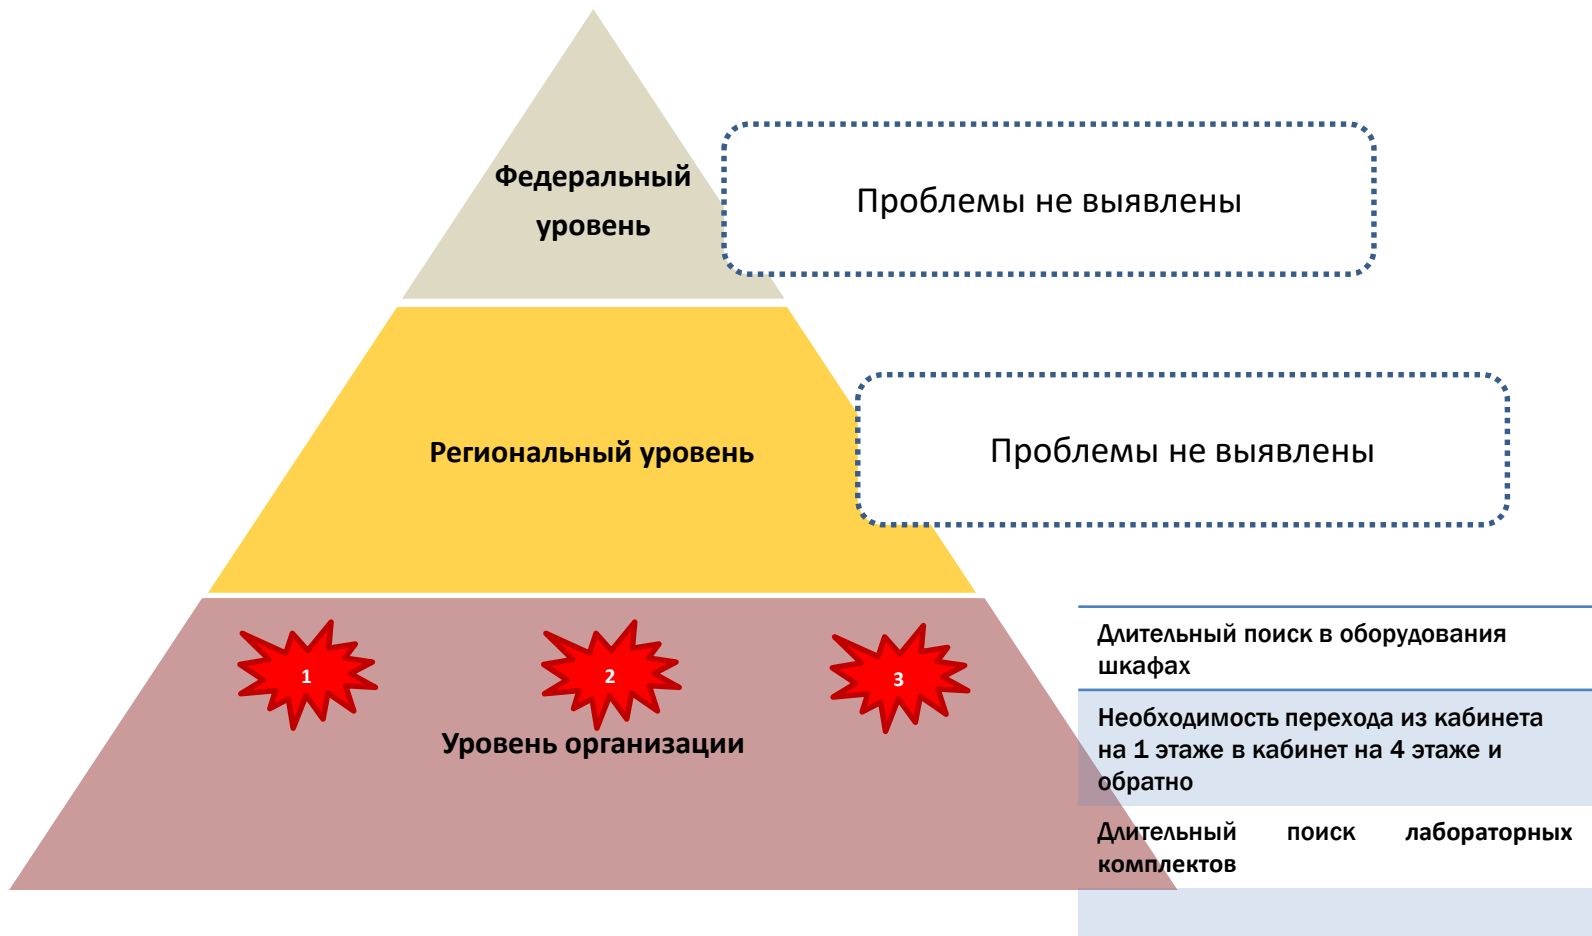 Федеральный
уровень
Проблемы не выявлены
Региональный уровень
Проблемы не выявлены
1
2
3
Уровень организации
Длительный поиск в оборудования
шкафах
Необходимость перехода из кабинета
на 1 этаже в кабинет на 4 этаже и
обратно
Длительный поиск лабораторных
комплектов